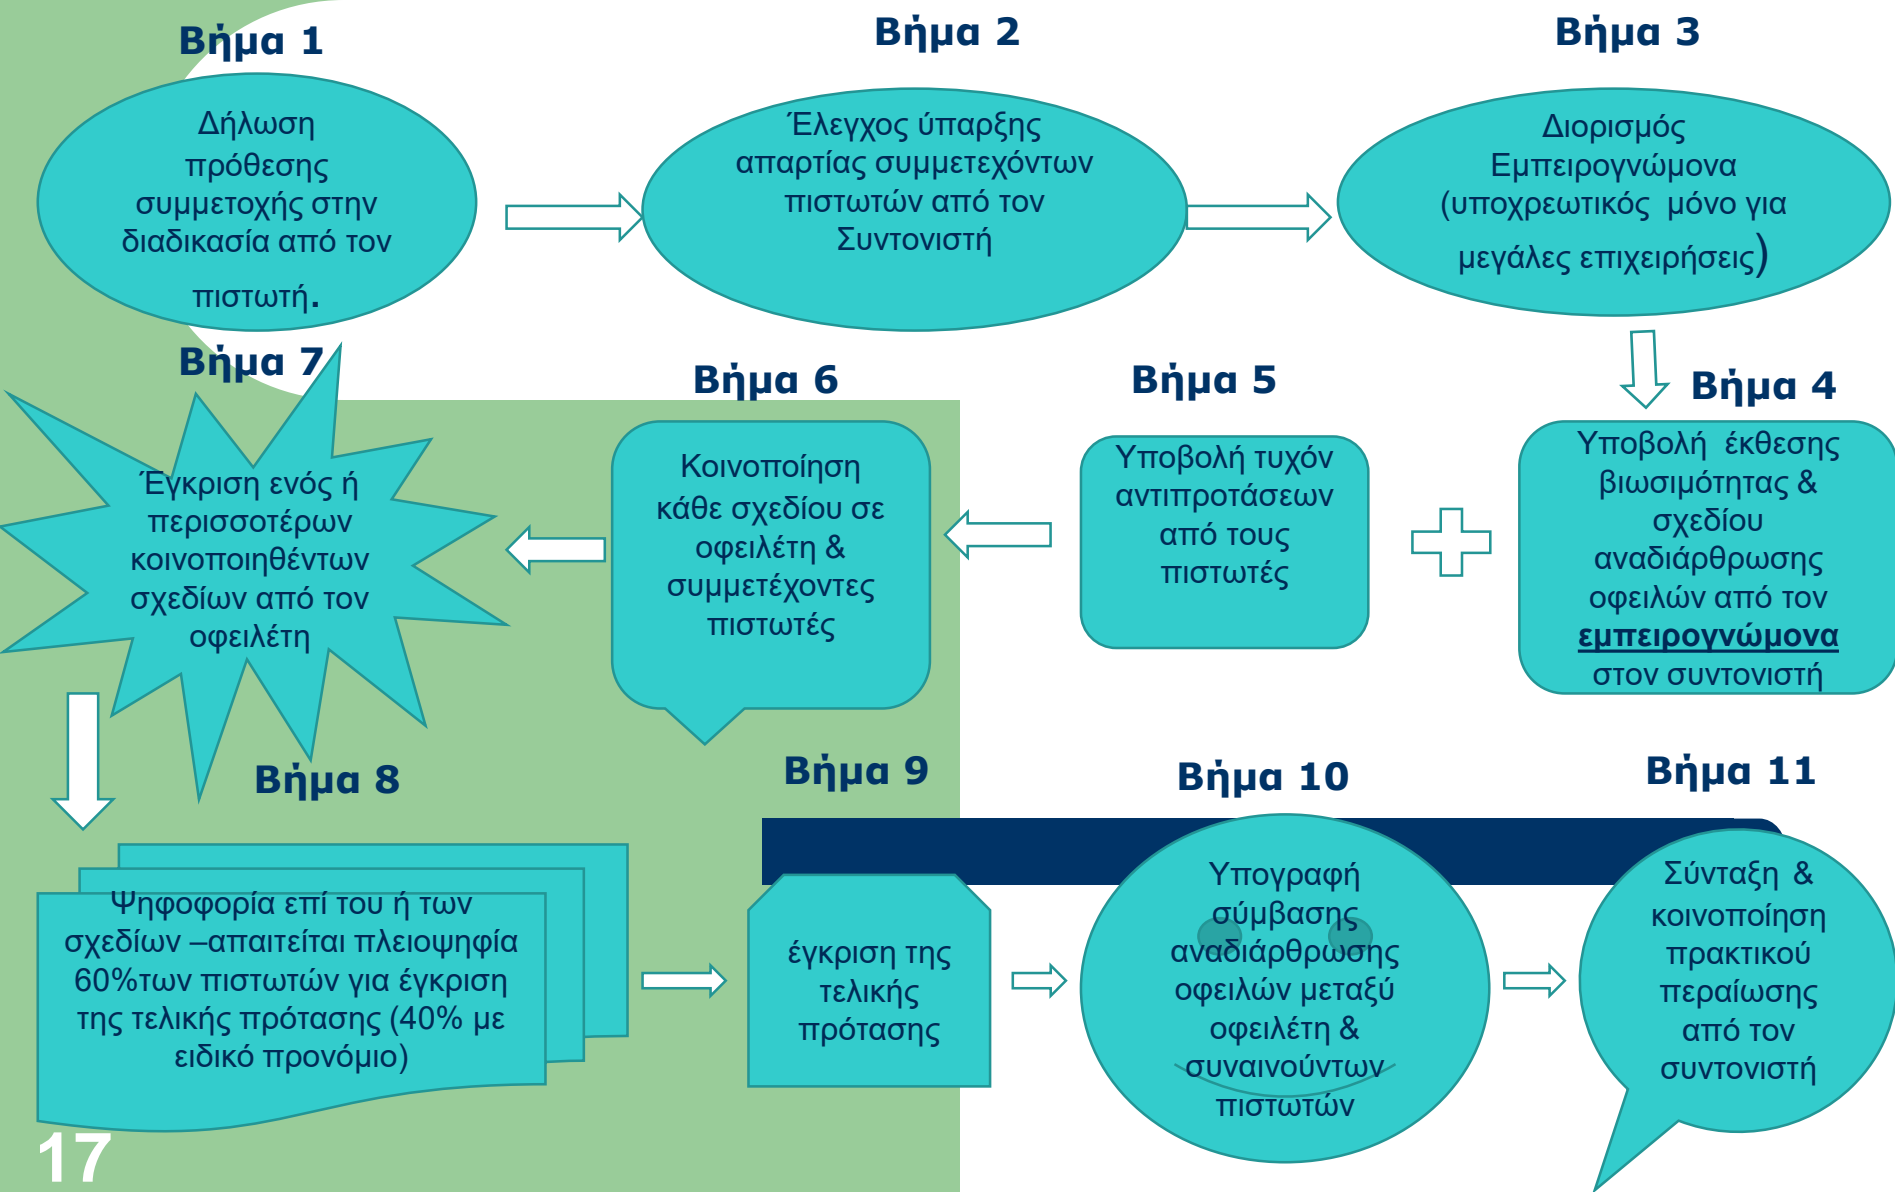 Βήμα 1
Δήλωση
πρόθεσης
συμμετοχής στην
διαδικασία από τον
πιστωτή.
Βήμα 2
Έλεγχος ύπαρξης
απαρτίας συμμετεχόντων
πιστωτών από τον
Συντονιστή
Βήμα 3
Διορισμός
Εμπειρογνώμονα
(υποχρεωτικός μόνο για
μεγάλες επιχειρήσεις)
Βήμα 4
Υποβολή έκθεσης
βιωσιμότητας &
σχεδίου
αναδιάρθρωσης
οφειλών από τον
εμπειρογνώμονα
στον συντονιστή
Βήμα 5
Υποβολή τυχόν
αντιπροτάσεων
από τους
πιστωτές
Βήμα 6
Κοινοποίηση
κάθε σχεδίου σε
οφειλέτη &
συμμετέχοντες
πιστωτές
Βήμα 7
Έγκριση ενός ή
περισσοτέρων
κοινοποιηθέντων
σχεδίων από τον
οφειλέτη
Βήμα 8
Ψηφοφορία επί του ή των
σχεδίων –απαιτείται πλειοψηφία
60%των πιστωτών για έγκριση
της τελικής πρότασης (40% με
ειδικό προνόμιο)
Βήμα 9
έγκριση της
τελικής
πρότασης
Βήμα 10
Υπογραφή
σύμβασης
αναδιάρθρωσης
οφειλών μεταξύ
οφειλέτη &
συναινούντων
πιστωτών
Βήμα 11
Σύνταξη &
κοινοποίηση
πρακτικού
περαίωσης
από τον
συντονιστή
17